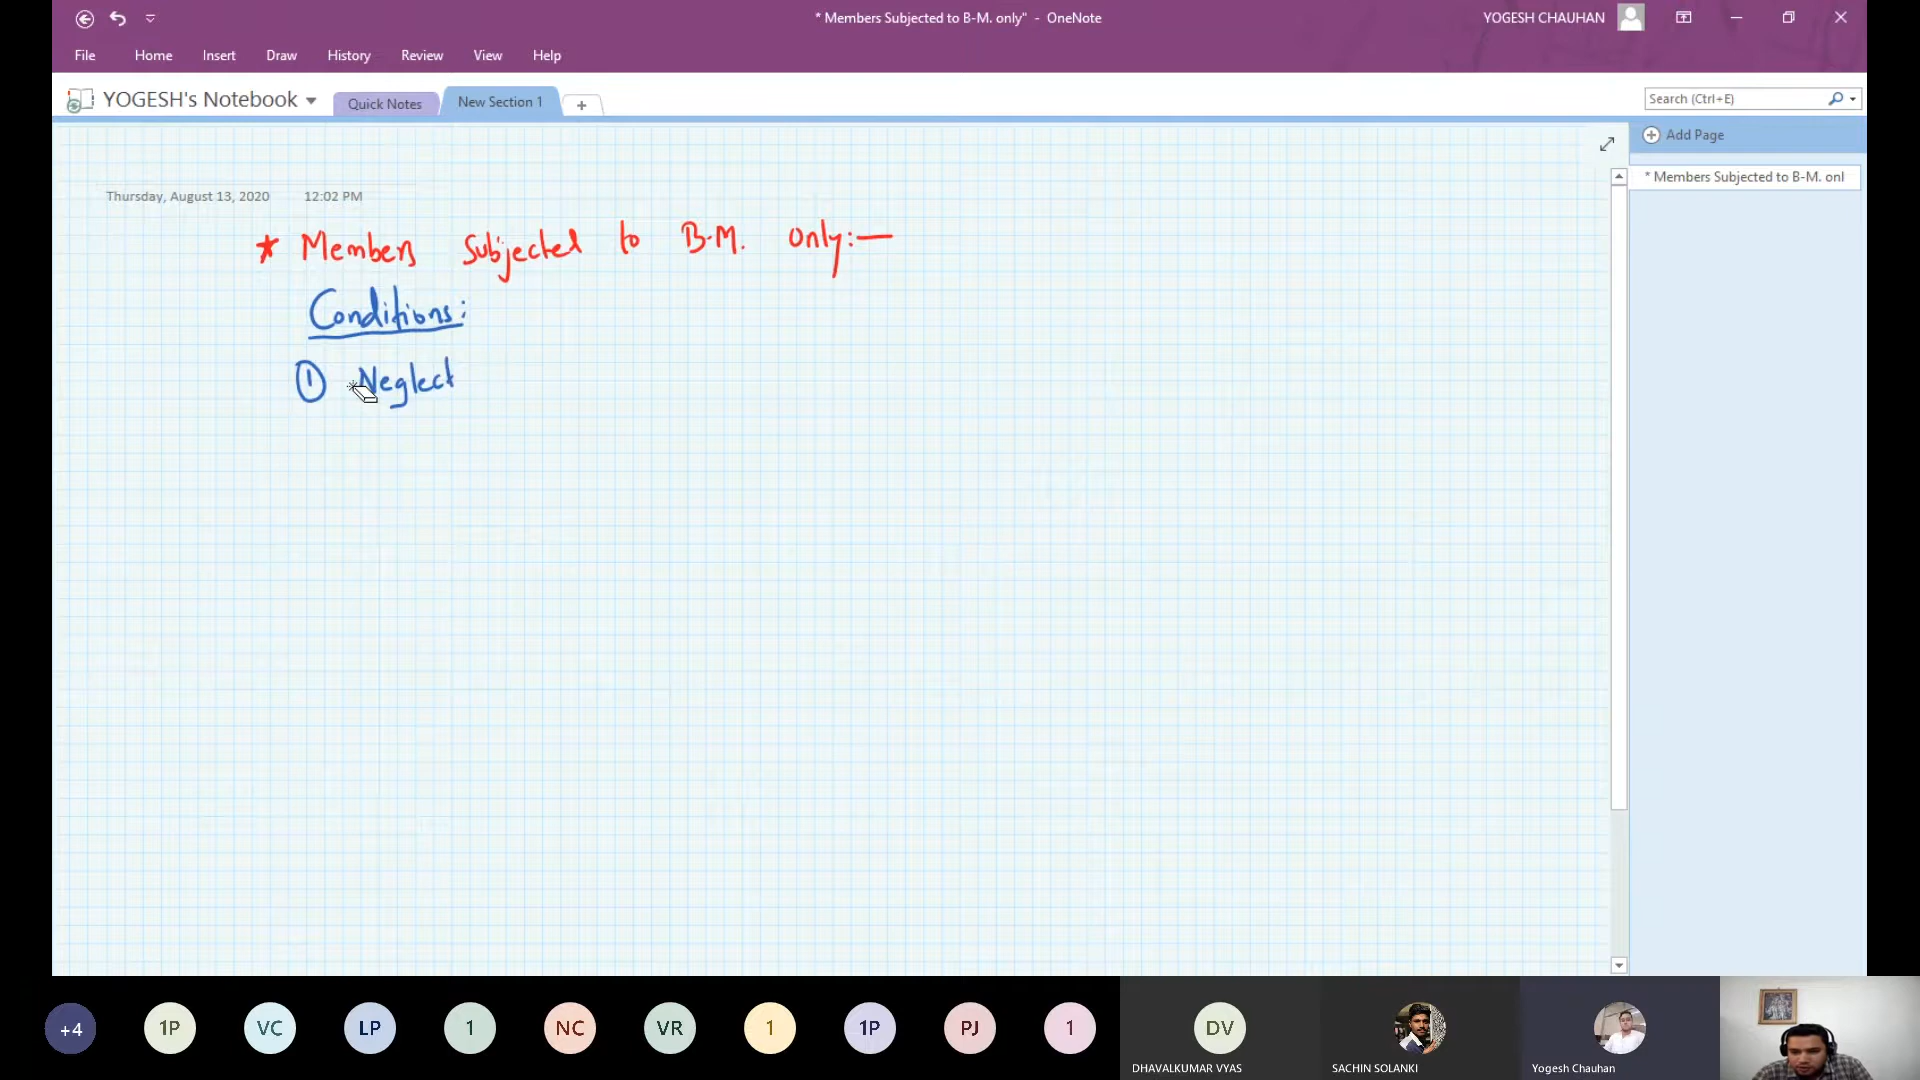 * Members Subjected to B-M. only" - OneNote
YOGESH CHAUHAN
File Home Insert Draw History Review View Help
YOGESH's Notebook Quick Notes New Section 1 +
Search (Ctrl+E)
Add Page
* Members Subjected to B-M. onl
Thursday, August 13, 2020 12:02 PM
* Members Subjected to B-M. only:—
Conditions:
① Neglect
+4 1P VC LP 1 NC VR 1 1P PJ 1 DV
DHAVALKUMAR VYAS SACHIN SOLANKI Yogesh Chauhan